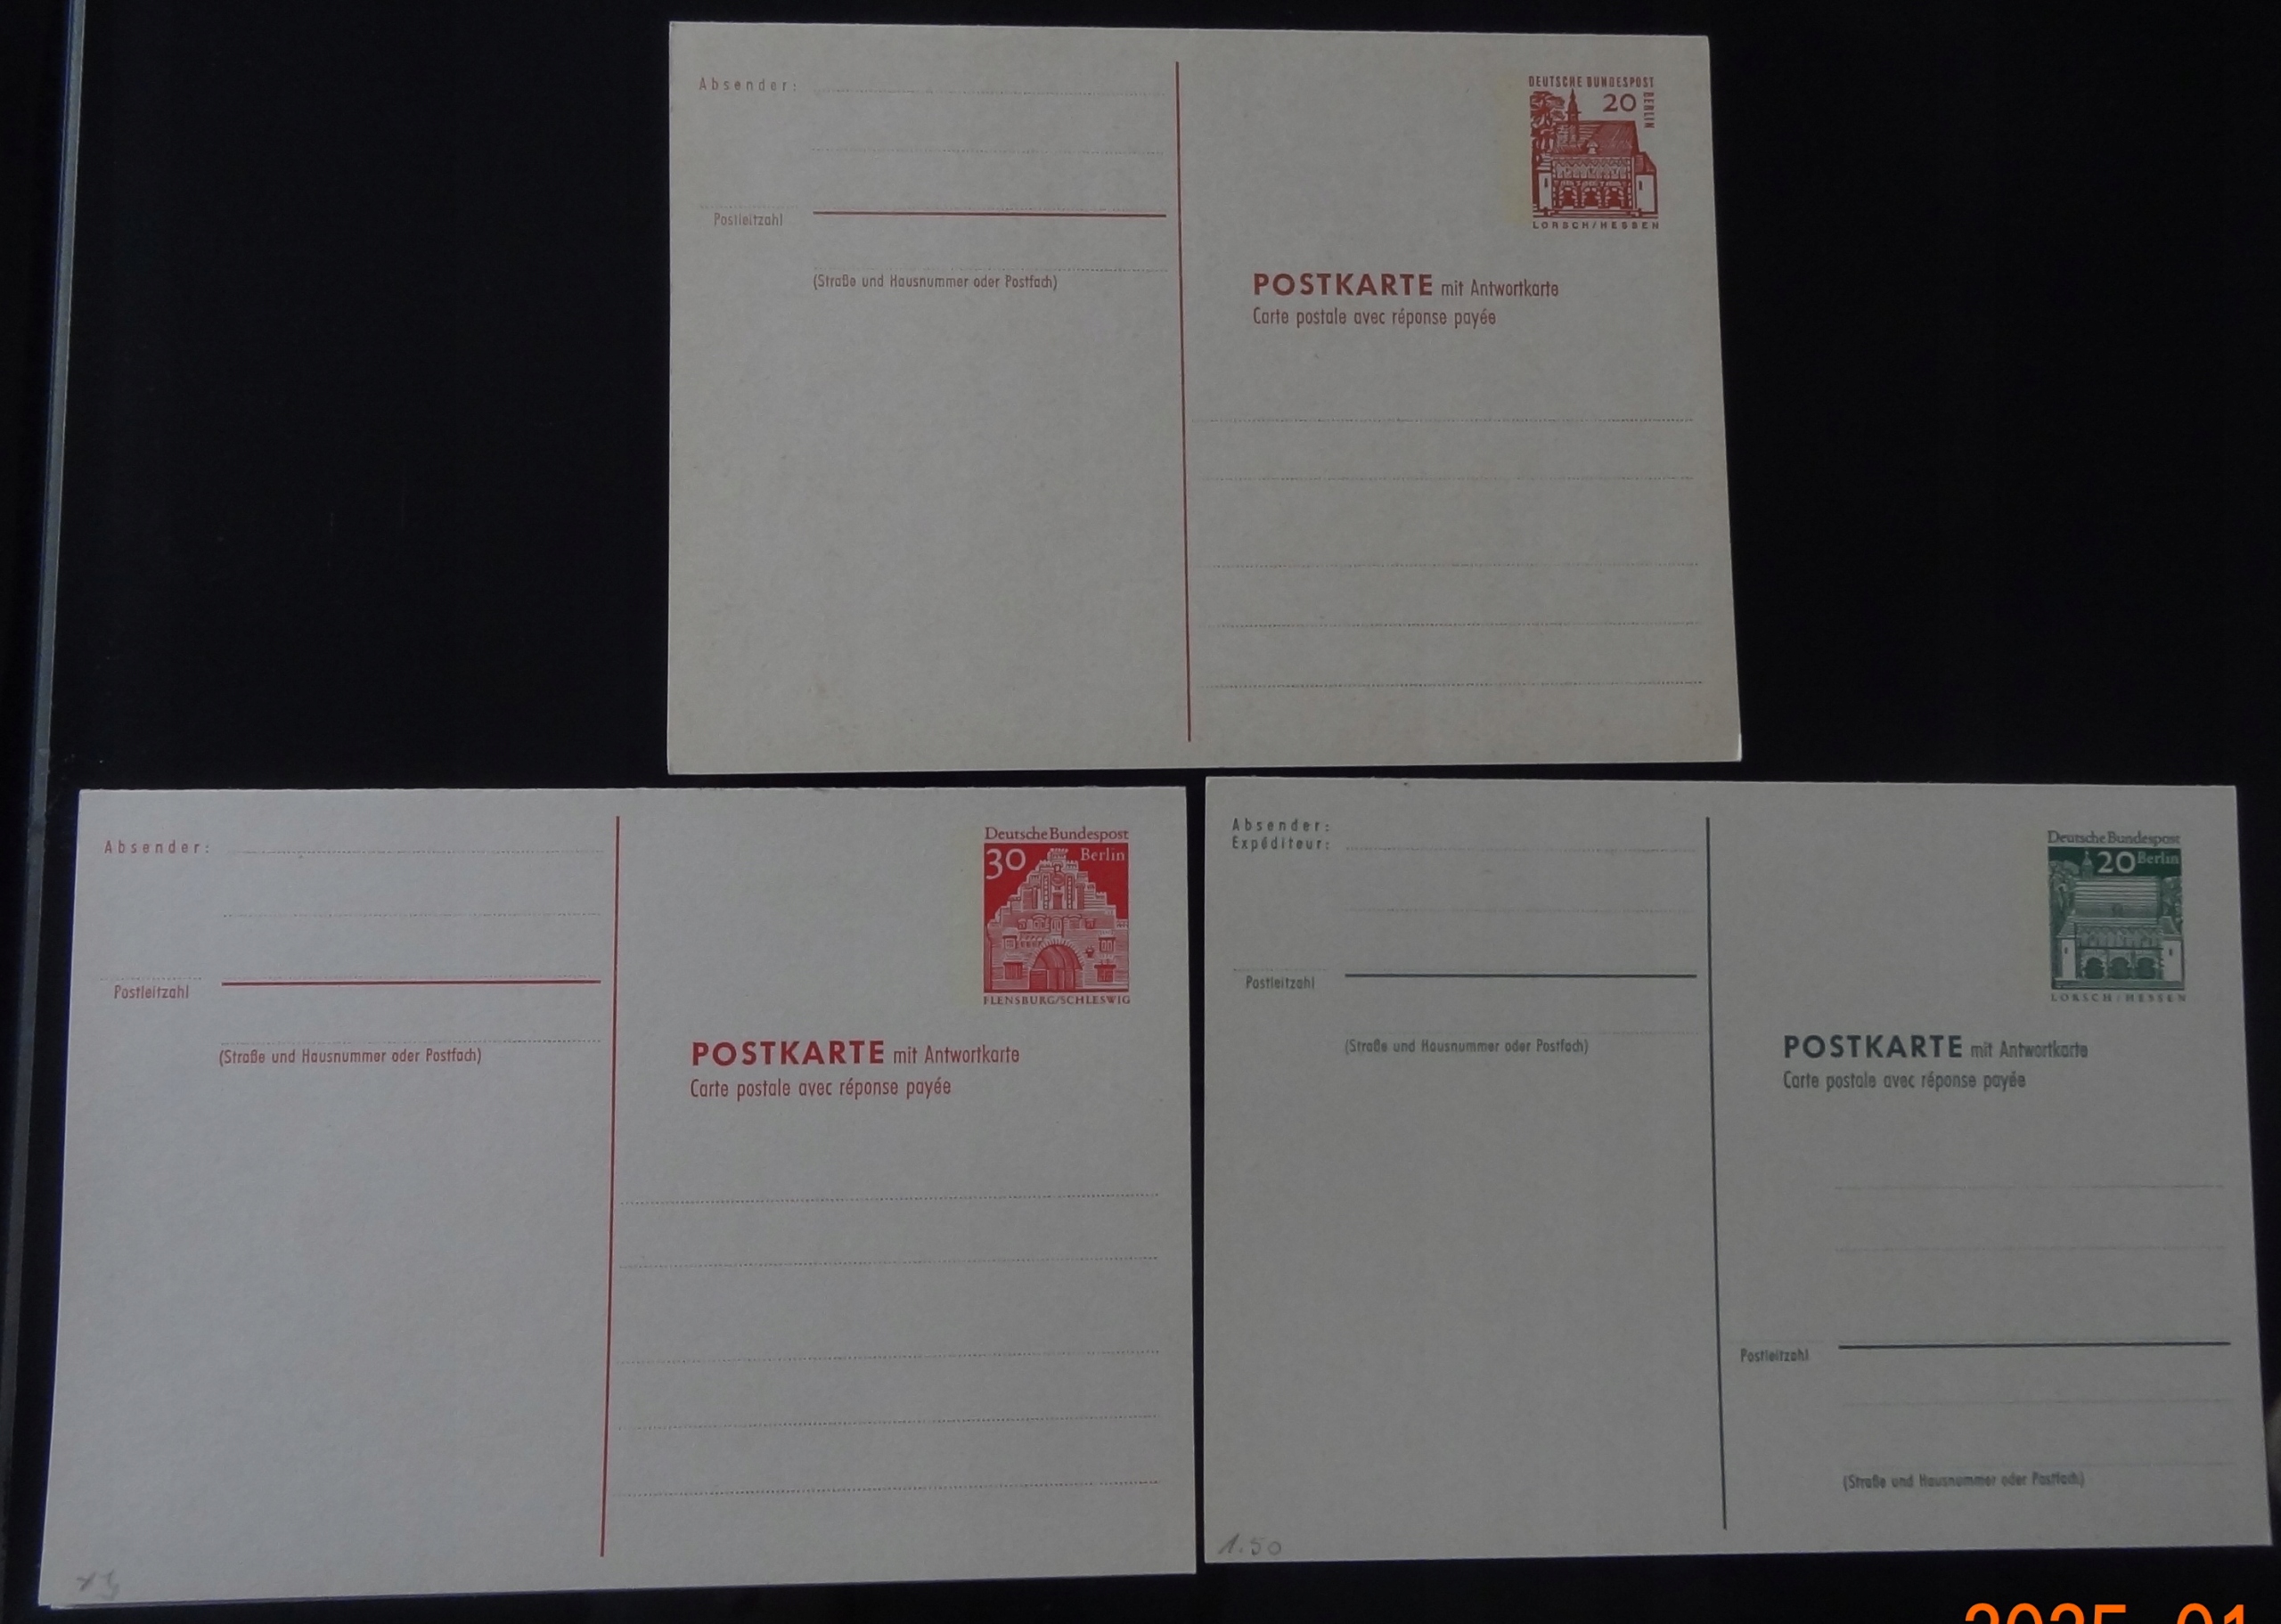 Absender:
Postleitzahl
(Straße und Hausnummer oder Postfach)
DEUTSCHE BUNDESPOST
20
BERLIN
LORSCH/HESSEN
POSTKARTE mit Antwortkarte
Carte postale avec réponse payée
Absender:
Postleitzahl
(Straße und Hausnummer oder Postfach)
Deutsche Bundespost
30 Berlin
FLENSBURG/SCHLESWIG
POSTKARTE mit Antwortkarte
Carte postale avec réponse payée
Absender:
Expéditeur:
Postleitzahl
(Straße und Hausnummer oder Postfach)
Deutsche Bundespost
20 Berlin
LORSCH/HESSEN
POSTKARTE mit Antwortkarte
Carte postale avec réponse payée
Postleitzahl
(Straße und Hausnummer oder Postfach)
1.50